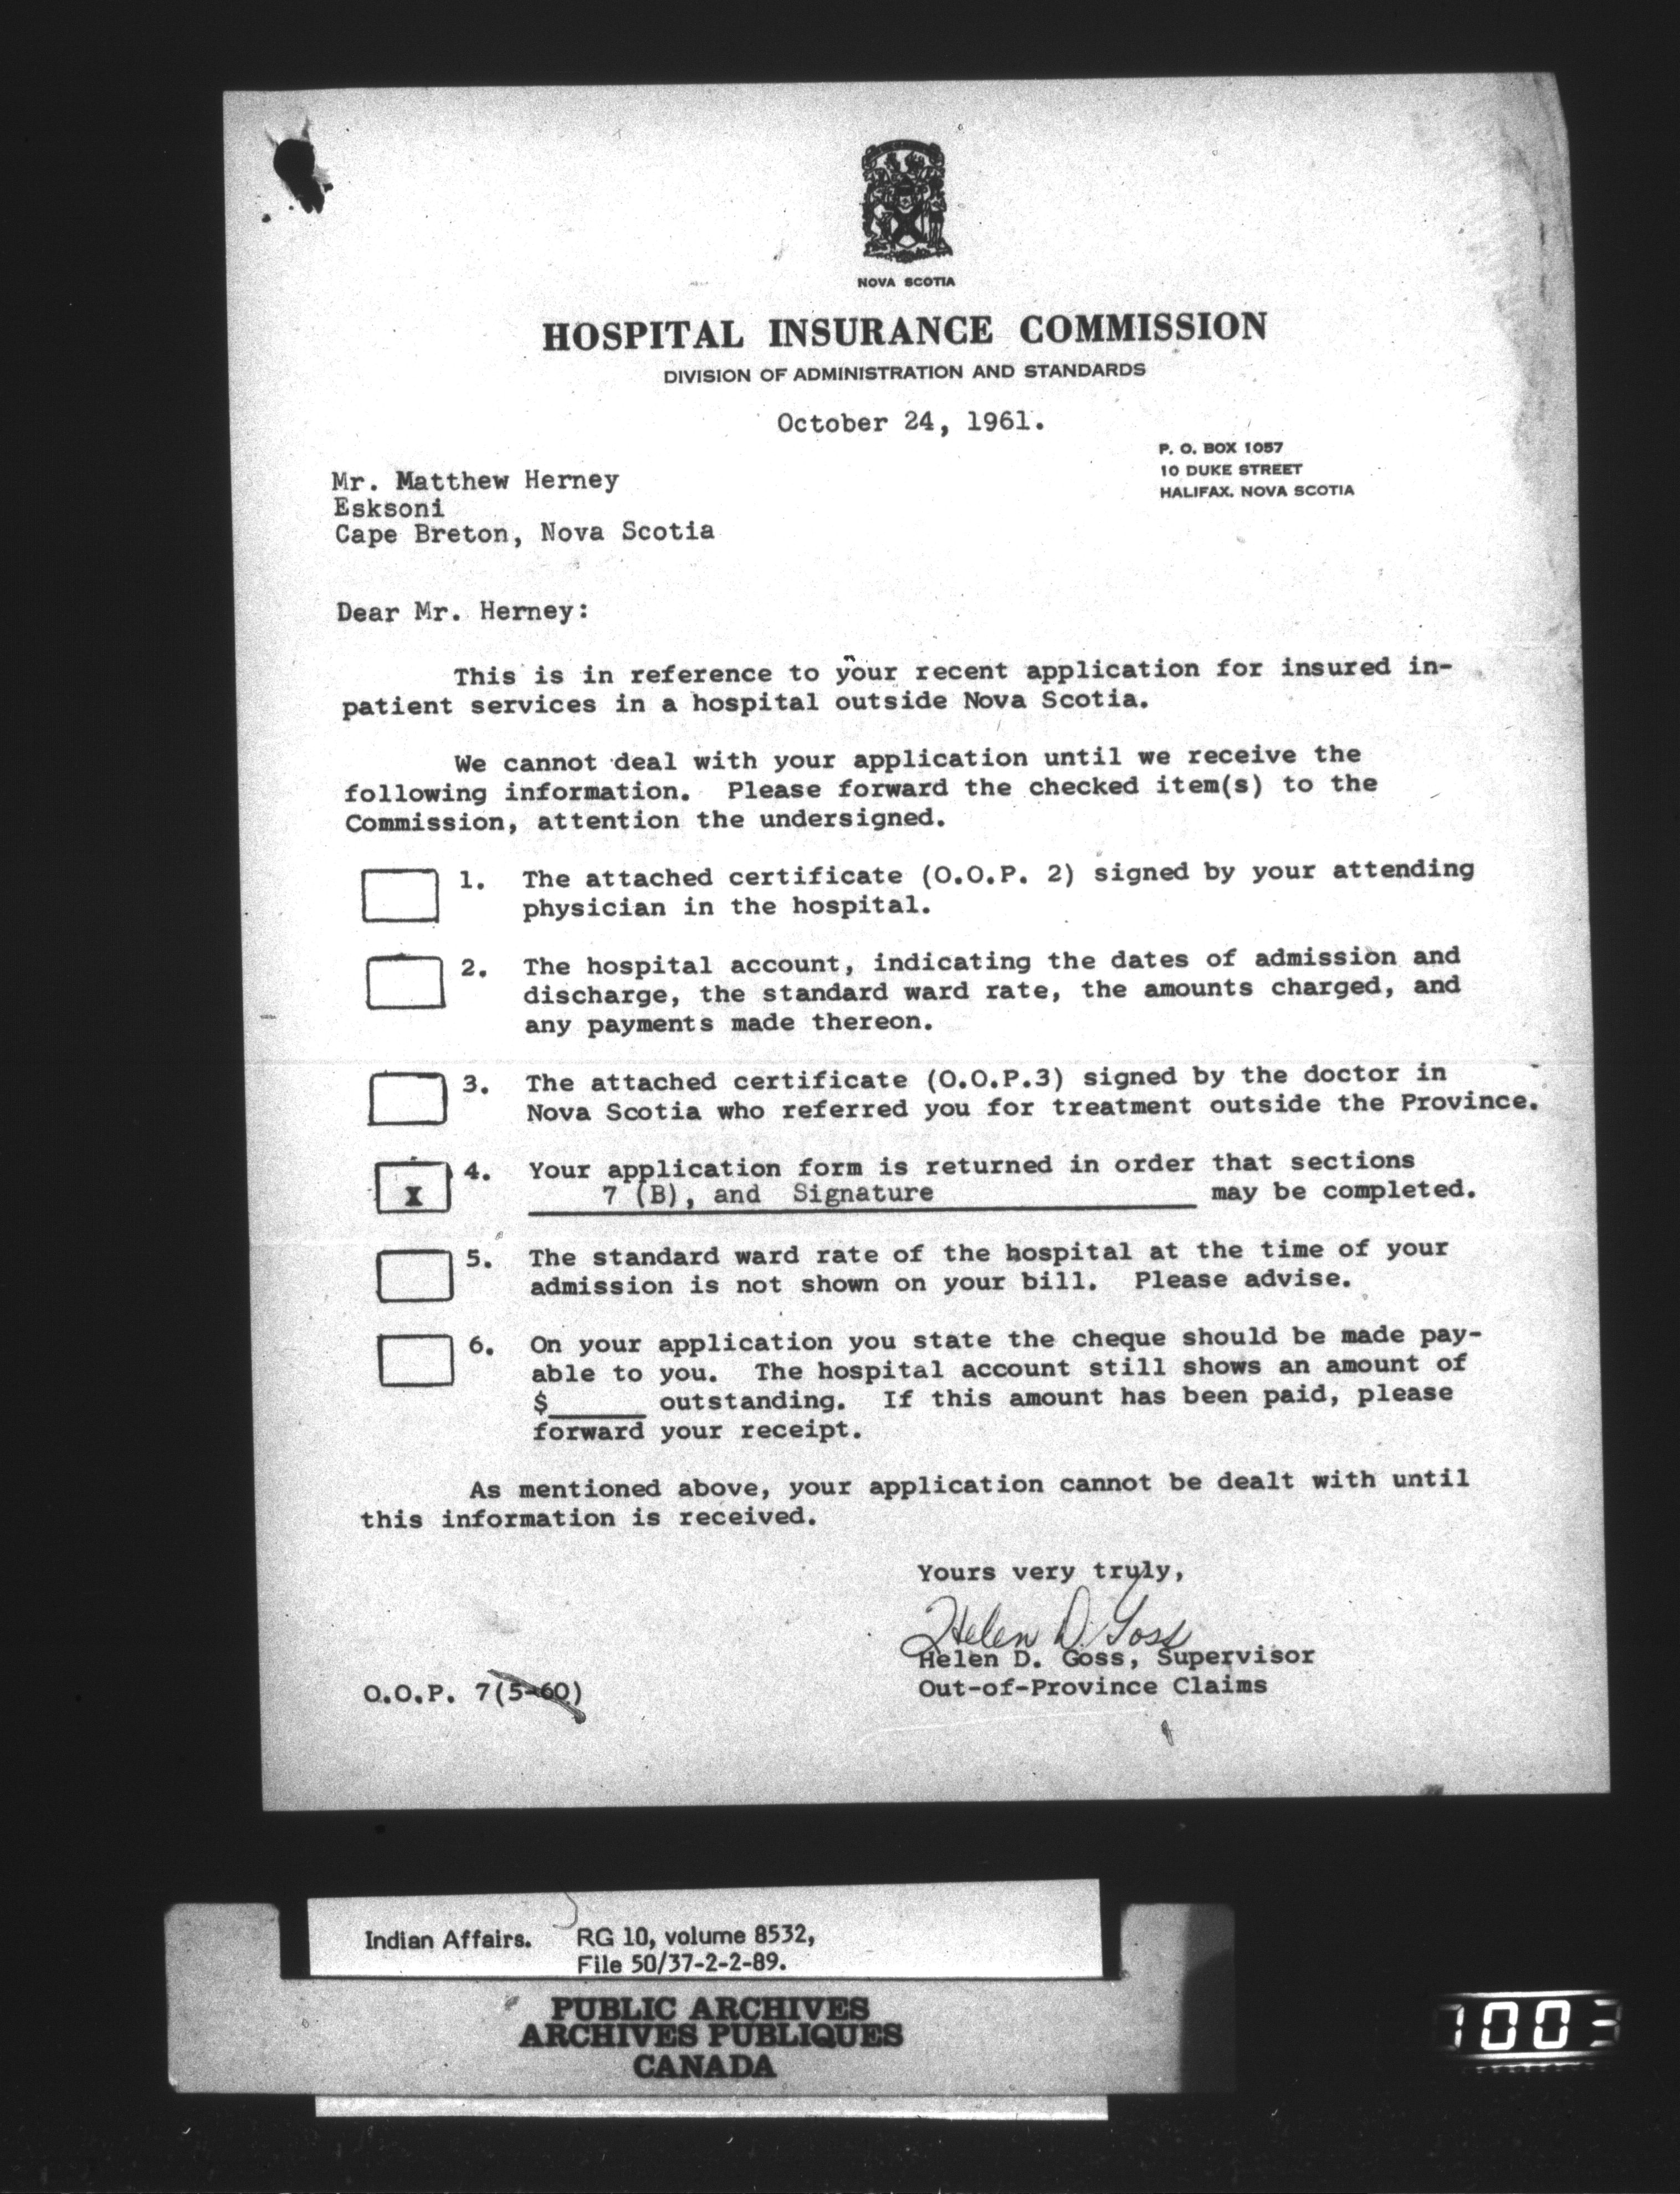 NOVA SCOTIA
HOSPITAL INSURANCE COMMISSION
DIVISION OF ADMINISTRATION AND STANDARDS
October 24, 1961.
P. O. BOX 1057
10 DUKE STREET
HALIFAX, NOVA SCOTIA
Mr. Matthew Herney
Esksoni
Cape Breton, Nova Scotia
Dear Mr. Herney:
This is in reference to your recent application for insured in-
patient services in a hospital outside Nova Scotia.
We cannot deal with your application until we receive the
following information. Please forward the checked item(s) to the
Commission, attention the undersigned.
1. The attached certificate (O.O.P. 2) signed by your attending
physician in the hospital.
2. The hospital account, indicating the dates of admission and
discharge, the standard ward rate, the amounts charged, and
any payments made thereon.
3. The attached certificate (O.O.P.3) signed by the doctor in
Nova Scotia who referred you for treatment outside the Province.
4. Your application form is returned in order that sections
X 7 (B), and Signature may be completed.
5. The standard ward rate of the hospital at the time of your
admission is not shown on your bill. Please advise.
6. On your application you state the cheque should be made pay-
able to you. The hospital account still shows an amount of
$______ outstanding. If this amount has been paid, please
forward your receipt.
As mentioned above, your application cannot be dealt with until
this information is received.
Yours very truly,
Helen D. Goss
Helen D. Goss, Supervisor
Out-of-Province Claims
O.O.P. 7(5-60)
Indian Affairs. RG 10, volume 8532,
File 50/37-2-2-89.
PUBLIC ARCHIVES
ARCHIVES PUBLIQUES
CANADA
1003